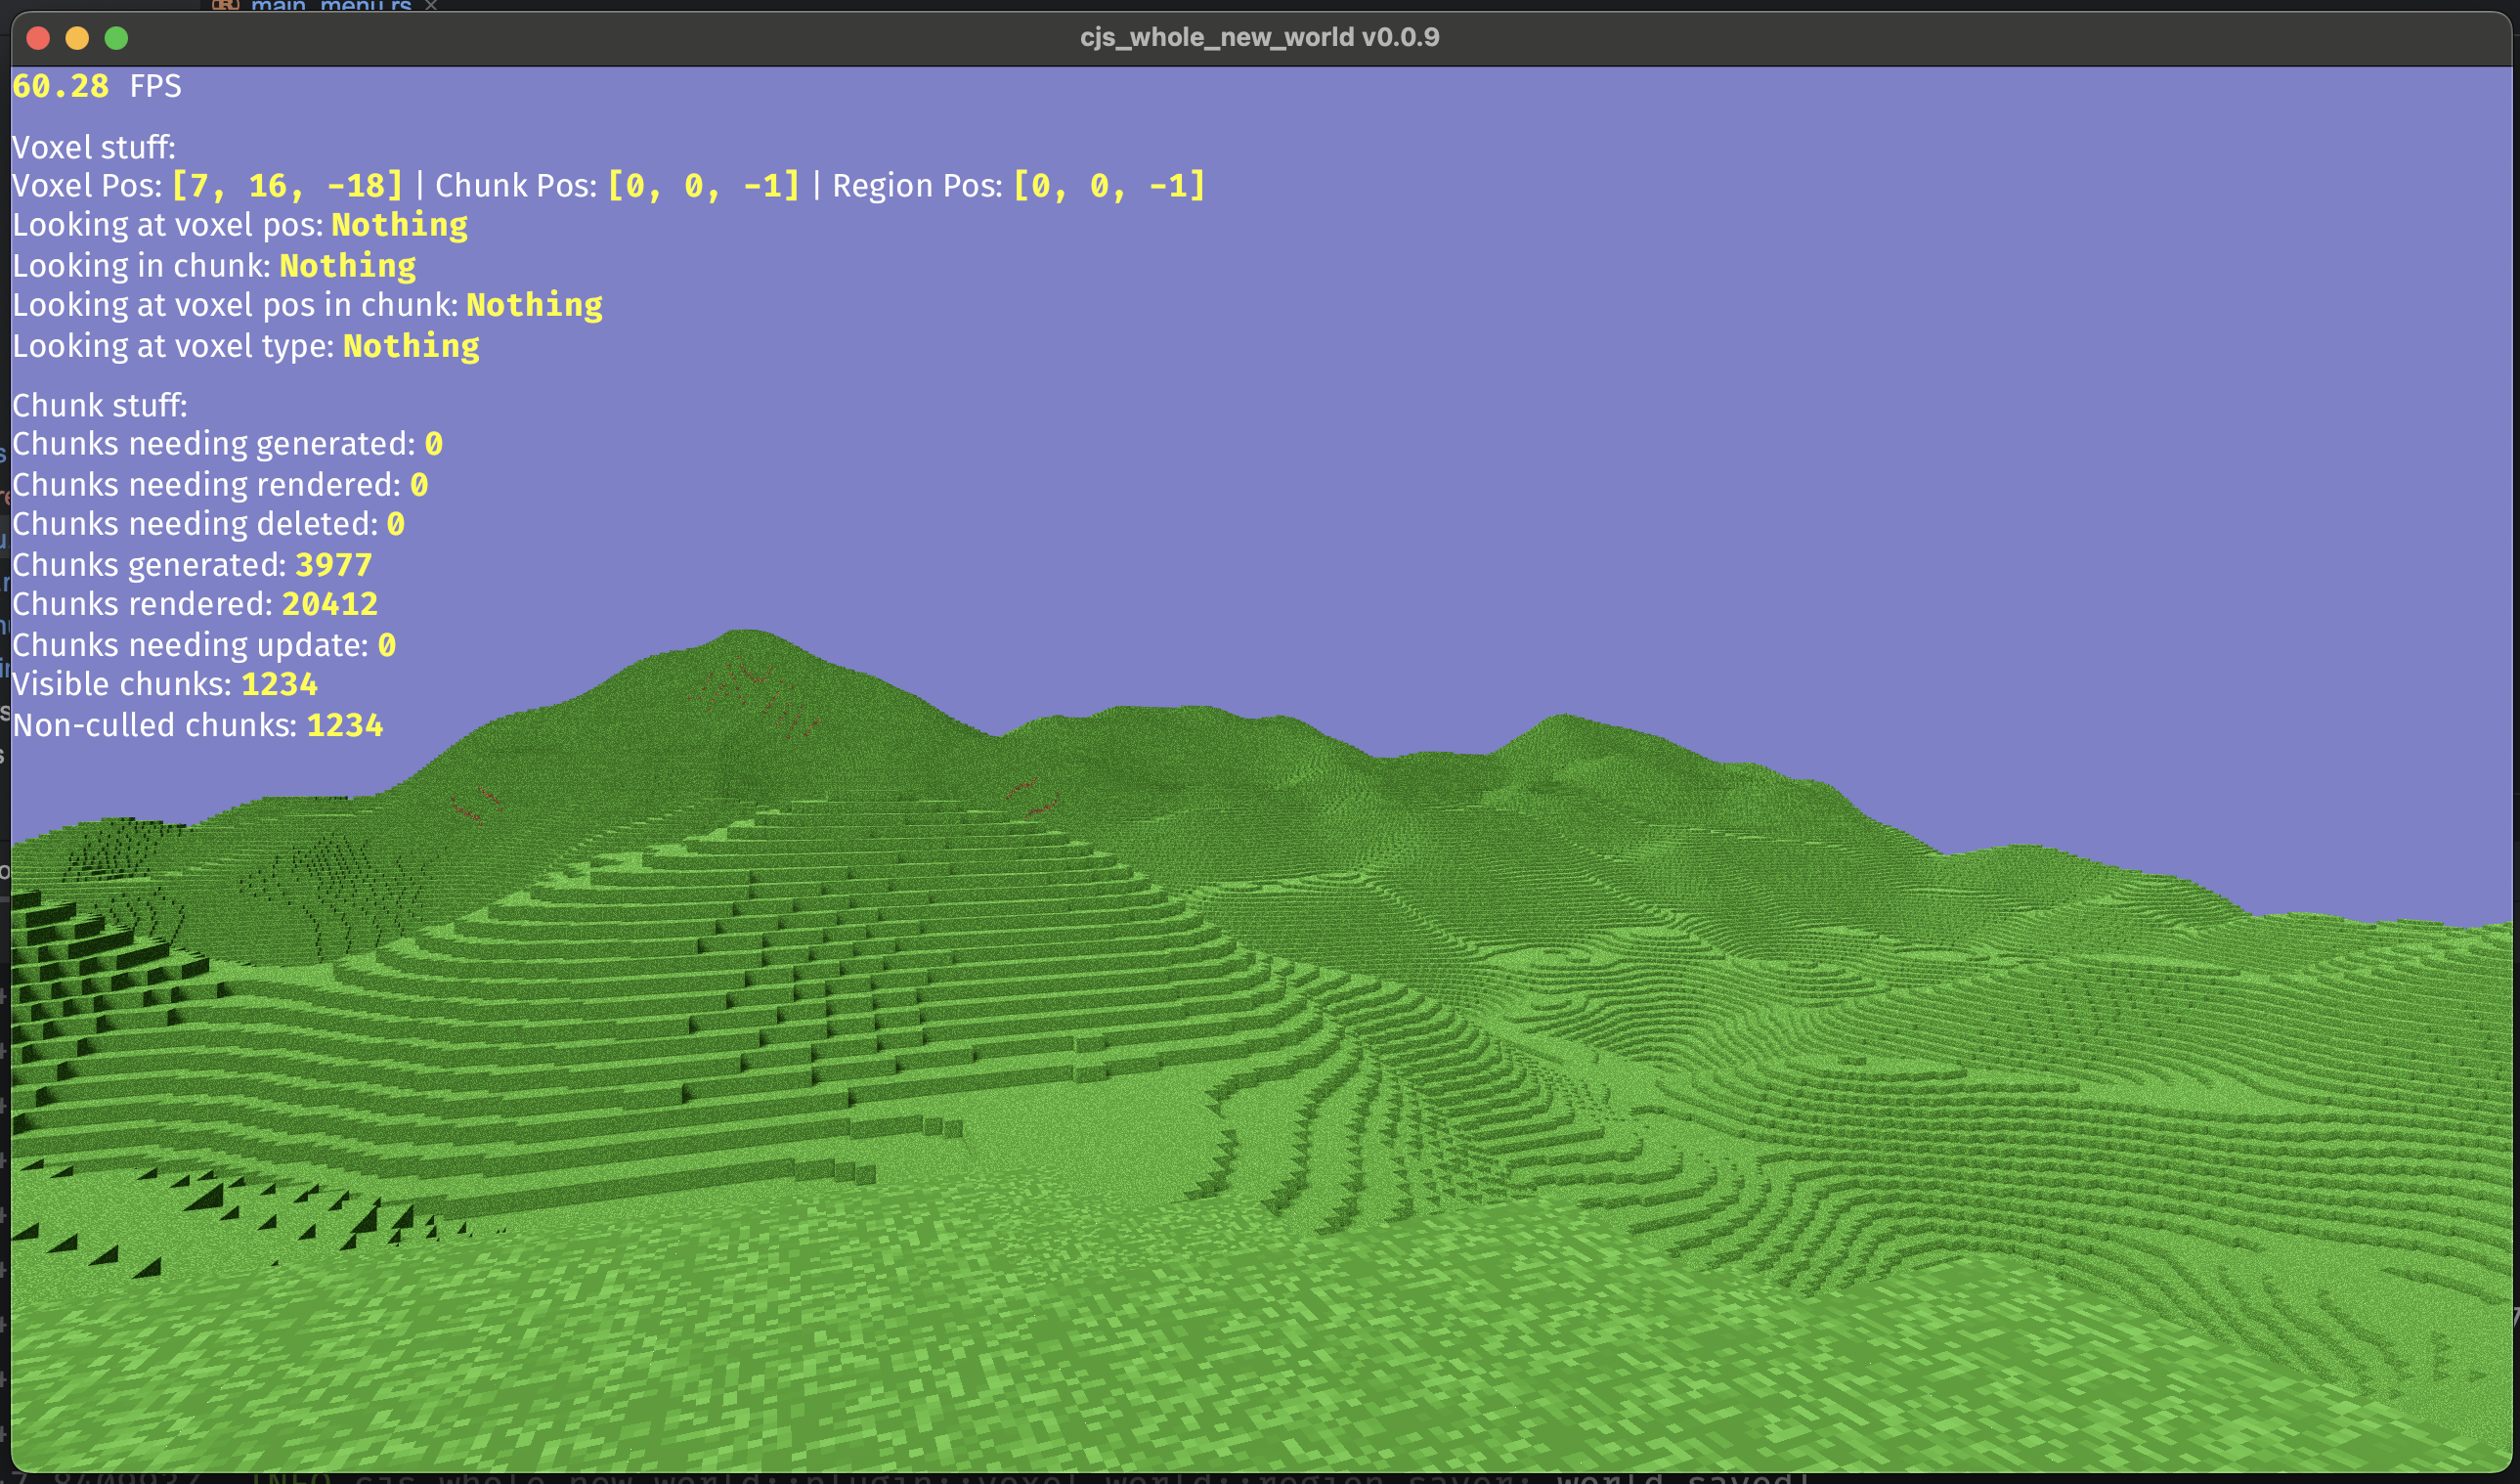 main_menu.rs ×
cjs_whole_new_world v0.0.9
60.28 FPS
Voxel stuff:
Voxel Pos: [7, 16, -18] | Chunk Pos: [0, 0, -1] | Region Pos: [0, 0, -1]
Looking at voxel pos: Nothing
Looking in chunk: Nothing
Looking at voxel pos in chunk: Nothing
Looking at voxel type: Nothing
Chunk stuff:
Chunks needing generated: 0
Chunks needing rendered: 0
Chunks needing deleted: 0
Chunks generated: 3977
Chunks rendered: 20412
Chunks needing update: 0
Visible chunks: 1234
Non-culled chunks: 1234
INFO cjs_whole_new_world::plugin::voxel_world::region_saver: world saved!